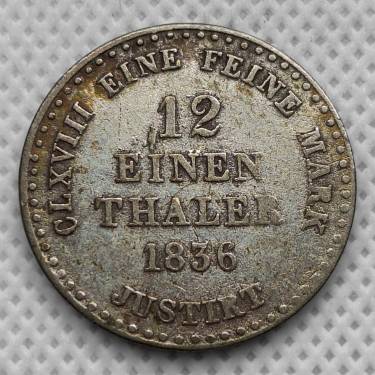 CLXVIII EINE FEINE MARK
12
EINEN
THALER
1836
JUSTIRT